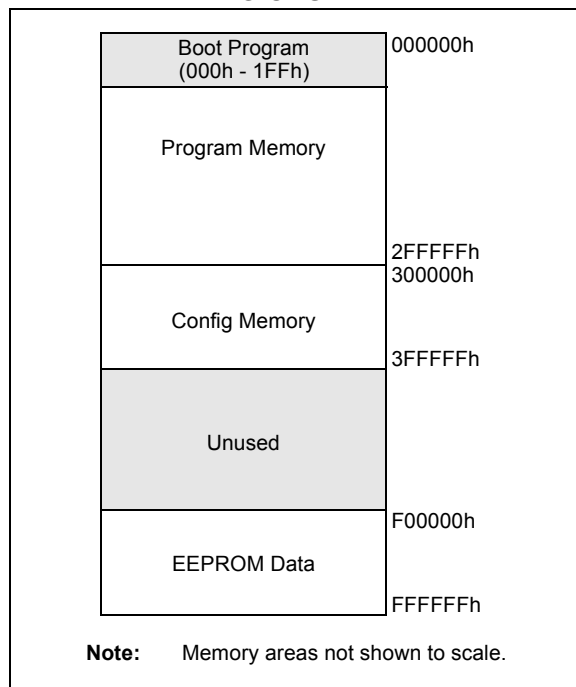 Boot Program 000000h
(000h - 1FFh)
Program Memory
2FFFFFh
300000h
Config Memory
3FFFFFh
Unused
F00000h
EEPROM Data
FFFFFFh
Note: Memory areas not shown to scale.